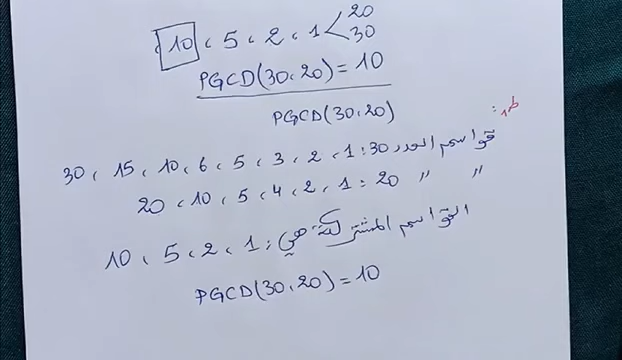 10 ، 5 ، 2 ، 1 < 20 30
PGCD(30,20) = 10
PGCD(30,20)
ط1:
قواسم العدد 30 : 1 ، 2 ، 3 ، 5 ، 6 ، 10 ، 15 ، 30
" " 20 : 1 ، 2 ، 4 ، 5 ، 10 ، 20
القواسم المشتركة هي : 1 ، 2 ، 5 ، 10
PGCD(30,20) = 10